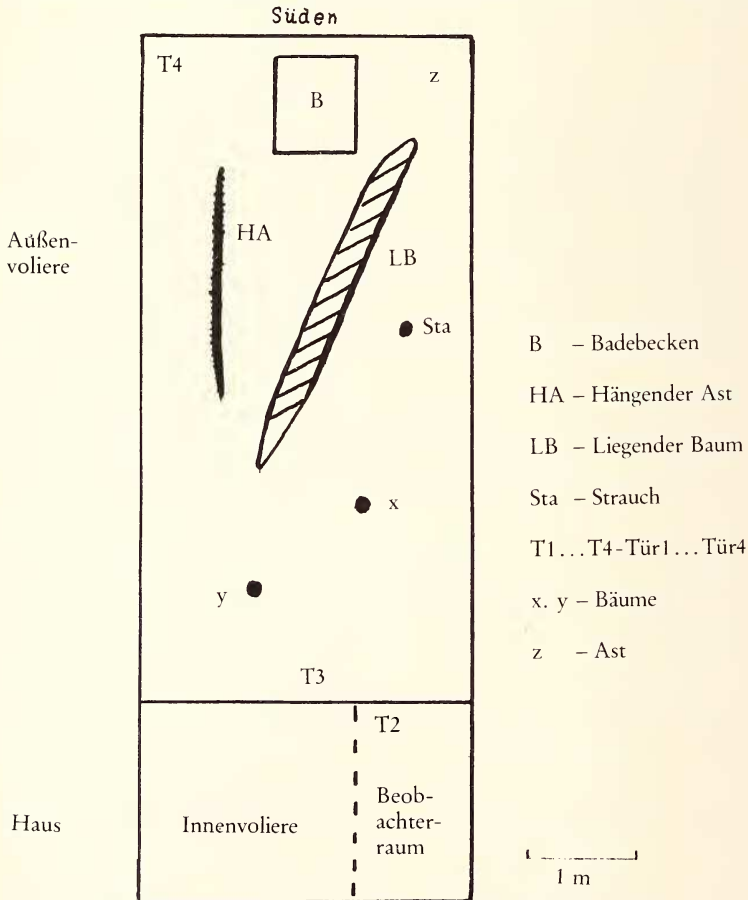 Süden
T4
B
z
Außen-
voliere
HA
LB
Sta
x
y
T3
T2
Haus
Innenvoliere
Beob-
achter-
raum
B – Badebecken
HA – Hängender Ast
LB – Liegender Baum
Sta – Strauch
T1...T4-Tür1...Tür4
x. y – Bäume
z – Ast
1 m